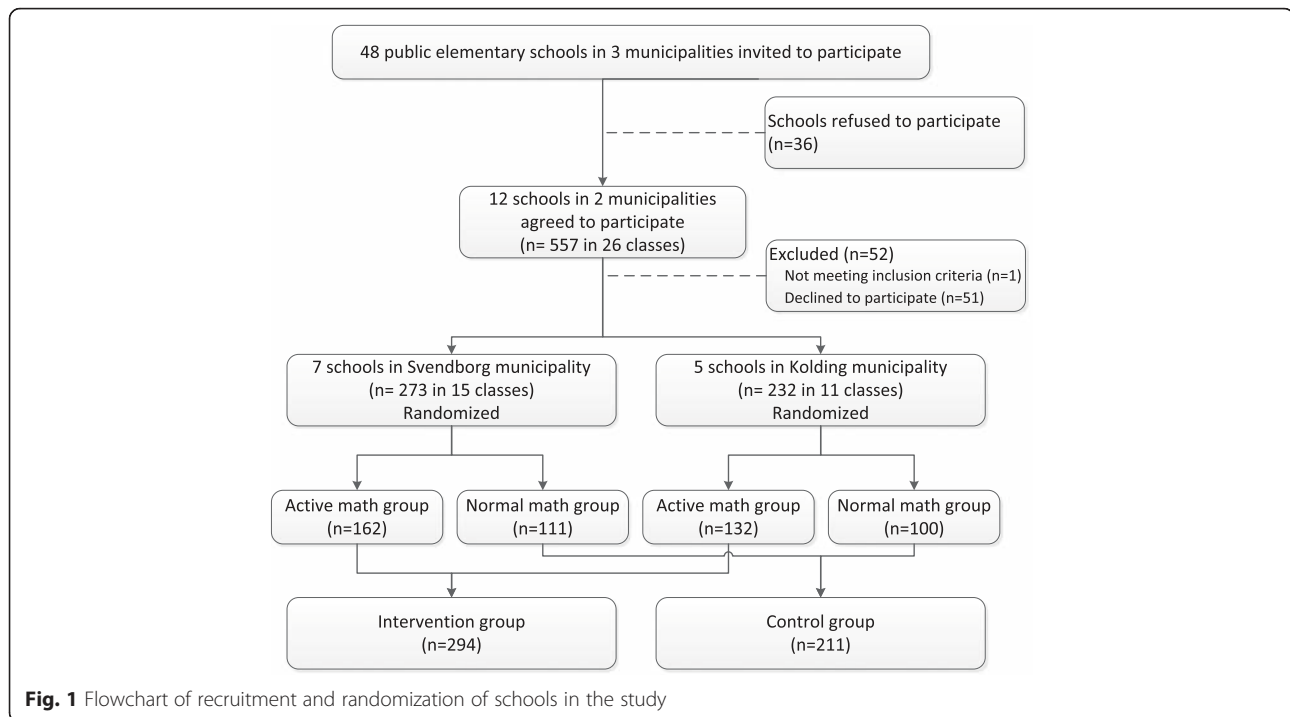 48 public elementary schools in 3 municipalities invited to participate
Schools refused to participate
(n=36)
12 schools in 2 municipalities
agreed to participate
(n= 557 in 26 classes)
Excluded (n=52)
Not meeting inclusion criteria (n=1)
Declined to participate (n=51)
7 schools in Svendborg municipality
(n= 273 in 15 classes)
Randomized
5 schools in Kolding municipality
(n= 232 in 11 classes)
Randomized
Active math group
(n=162)
Normal math group
(n=111)
Active math group
(n=132)
Normal math group
(n=100)
Intervention group
(n=294)
Control group
(n=211)
Fig. 1 Flowchart of recruitment and randomization of schools in the study